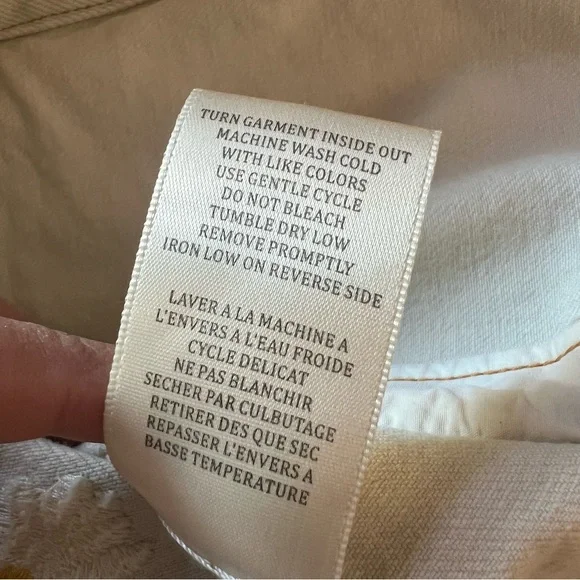 TURN GARMENT INSIDE OUT
MACHINE WASH COLD
WITH LIKE COLORS
USE GENTLE CYCLE
DO NOT BLEACH
TUMBLE DRY LOW
REMOVE PROMPTLY
IRON LOW ON REVERSE SIDE
LAVER A LA MACHINE A
L'ENVERS A L'EAU FROIDE
CYCLE DELICAT
NE PAS BLANCHIR
SECHER PAR CULBUTAGE
RETIRER DES QUE SEC
REPASSER L'ENVERS A
BASSE TEMPERATURE